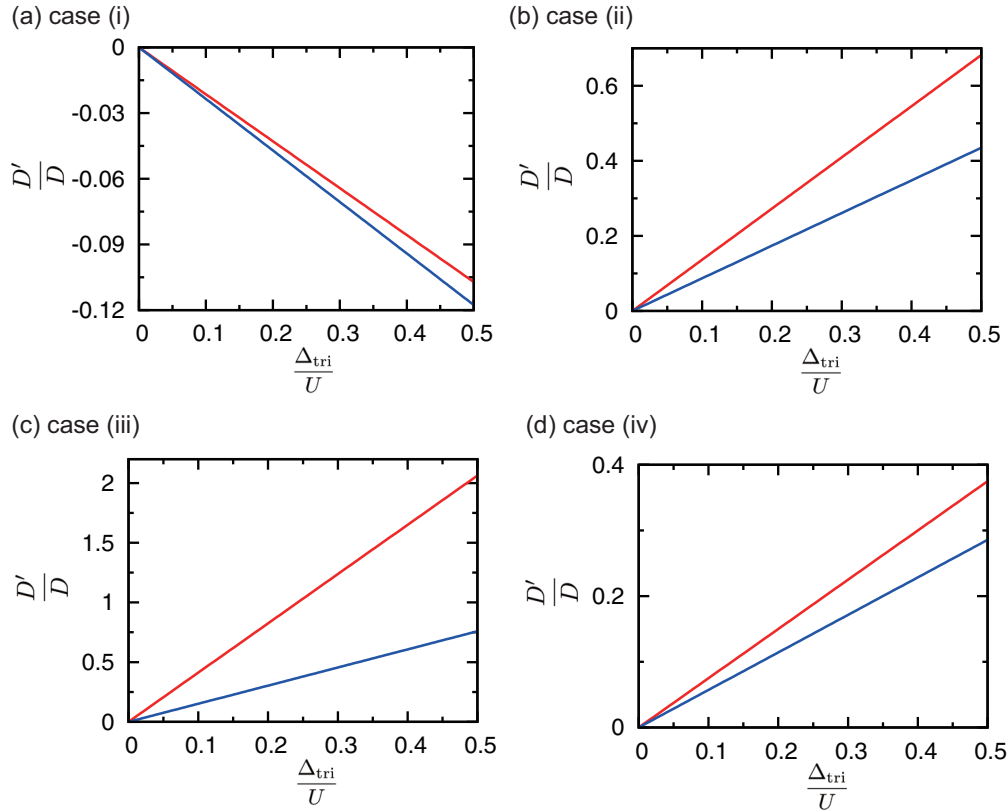 (a) case (i)
0
-0.03
-0.06
-0.09
-0.12
D′
D
0 0.1 0.2 0.3 0.4 0.5
Δtri
U
(b) case (ii)
0.6
0.4
0.2
0
D′
D
0 0.1 0.2 0.3 0.4 0.5
Δtri
U
(c) case (iii)
2
1.5
1
0.5
0
D′
D
0 0.1 0.2 0.3 0.4 0.5
Δtri
U
(d) case (iv)
0.4
0.2
0
D′
D
0 0.1 0.2 0.3 0.4 0.5
Δtri
U